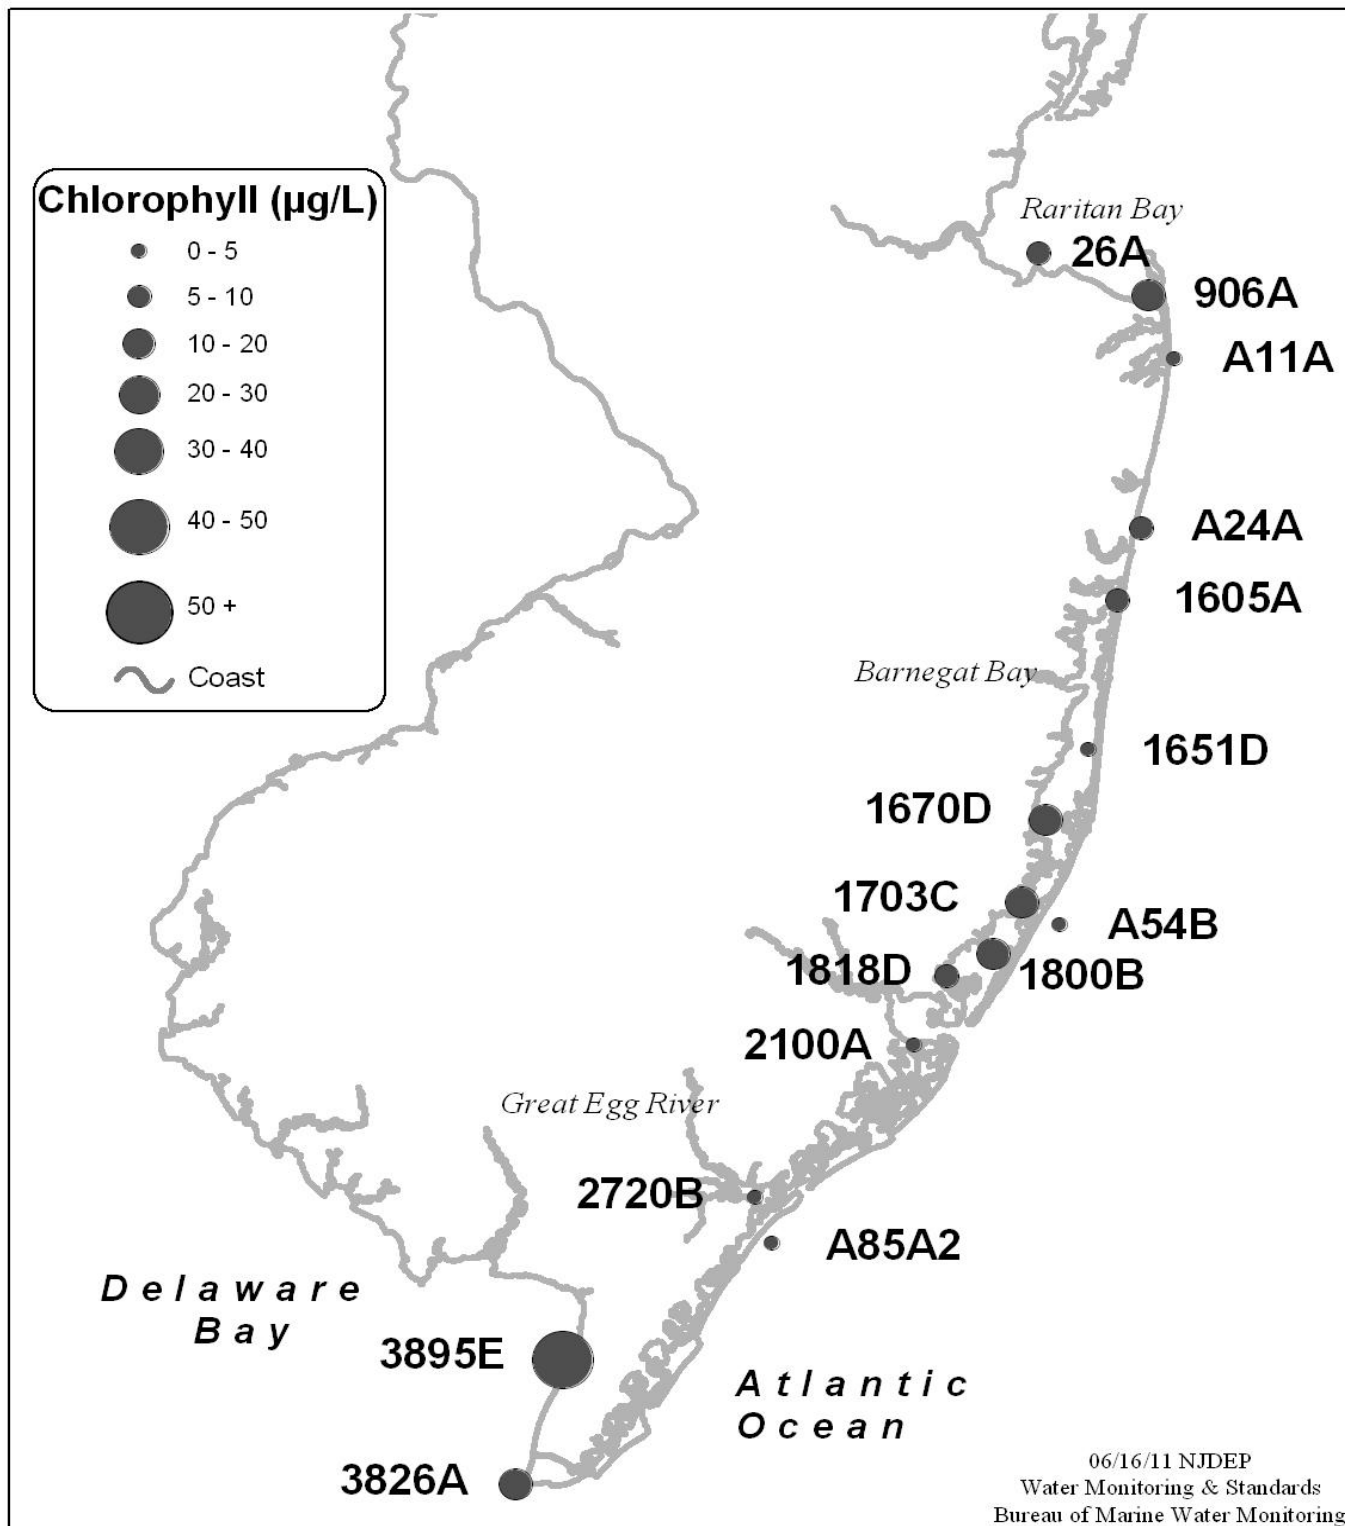 Chlorophyll (µg/L)
0 - 5
5 - 10
10 - 20
20 - 30
30 - 40
40 - 50
50 +
Coast
Raritan Bay
26A
906A
A11A
A24A
1605A
Barnegat Bay
1651D
1670D
1703C
A54B
1818D
1800B
2100A
Great Egg River
2720B
A85A2
Delaware
Bay
3895E
Atlantic
Ocean
3826A
06/16/11 NJDEP
Water Monitoring & Standards
Bureau of Marine Water Monitoring